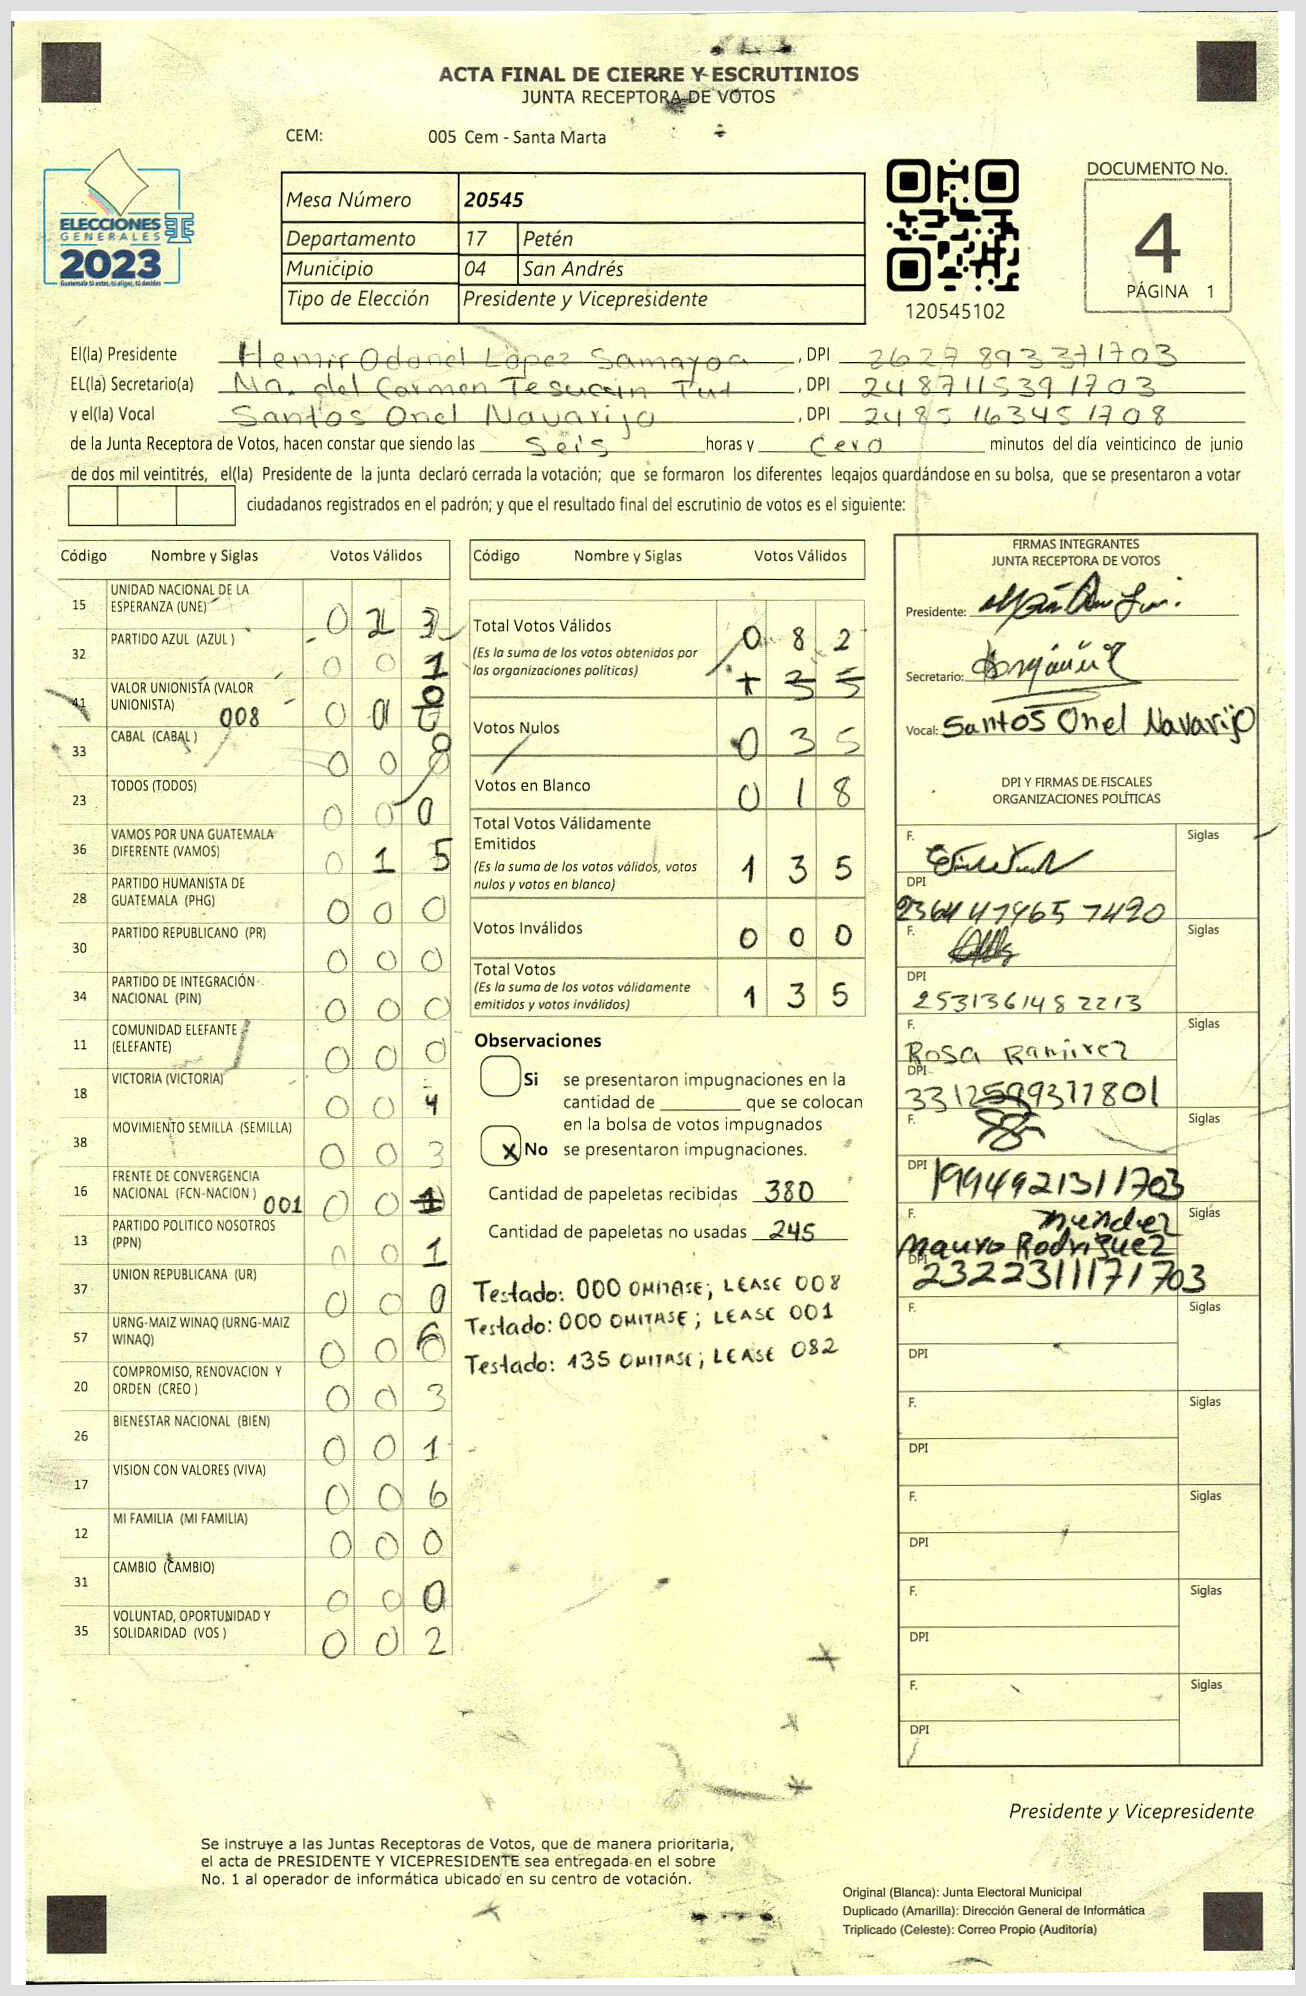 ACTA FINAL DE CIERRE Y ESCRUTINIOS
JUNTA RECEPTORA DE VOTOS
CEM: 005 Cem - Santa Marta
ELECCIONES
GENERALES
2023
Guatemala tú estas, tú eliges, tú decides
Mesa Número 20545
Departamento 17 Petén
Municipio 04 San Andrés
Tipo de Elección Presidente y Vicepresidente
120545102
DOCUMENTO No.
4
PÁGINA 1
El(la) Presidente Hemir Odonel López Samayoa , DPI 2627893371703
EL(la) Secretario(a) Ma. del Carmen Tesucún Tut , DPI 2487115391703
y el(la) Vocal Santos Onel Navarijo , DPI 2485163451708
de la Junta Receptora de Votos, hacen constar que siendo las Seis horas y Cero minutos del día veinticinco de junio
de dos mil veintitrés, el(la) Presidente de la junta declaró cerrada la votación; que se formaron los diferentes legajos guardándose en su bolsa, que se presentaron a votar
ciudadanos registrados en el padrón; y que el resultado final del escrutinio de votos es el siguiente:
Código Nombre y Siglas Votos Válidos
15 UNIDAD NACIONAL DE LA ESPERANZA (UNE) 0 2 3
32 PARTIDO AZUL (AZUL ) 0 0 1
41 VALOR UNIONISTA (VALOR UNIONISTA) 008 0 0 0
33 CABAL (CABAL ) 0 0 8
23 TODOS (TODOS) 0 0 0
36 VAMOS POR UNA GUATEMALA DIFERENTE (VAMOS) 0 1 5
28 PARTIDO HUMANISTA DE GUATEMALA (PHG) 0 0 0
30 PARTIDO REPUBLICANO (PR) 0 0 0
34 PARTIDO DE INTEGRACIÓN NACIONAL (PIN) 0 0 0
11 COMUNIDAD ELEFANTE (ELEFANTE) 0 0 0
18 VICTORIA (VICTORIA) 0 0 4
38 MOVIMIENTO SEMILLA (SEMILLA) 0 0 3
16 FRENTE DE CONVERGENCIA NACIONAL (FCN-NACION ) 001 0 0 1
13 PARTIDO POLITICO NOSOTROS (PPN) 0 0 1
37 UNION REPUBLICANA (UR) 0 0 0
57 URNG-MAIZ WINAQ (URNG-MAIZ WINAQ) 0 0 6
20 COMPROMISO, RENOVACION Y ORDEN (CREO ) 0 0 3
26 BIENESTAR NACIONAL (BIEN) 0 0 1
17 VISION CON VALORES (VIVA) 0 0 6
12 MI FAMILIA (MI FAMILIA) 0 0 0
31 CAMBIO (CAMBIO) 0 0 0
35 VOLUNTAD, OPORTUNIDAD Y SOLIDARIDAD (VOS ) 0 0 2
Código Nombre y Siglas Votos Válidos
Total Votos Válidos 0 8 2
(Es la suma de los votos obtenidos por
las organizaciones políticas) 1 3 5
Votos Nulos 0 3 5
Votos en Blanco 0 1 8
Total Votos Válidamente
Emitidos
(Es la suma de los votos válidos, votos
nulos y votos en blanco) 1 3 5
Votos Inválidos 0 0 0
Total Votos
(Es la suma de los votos válidamente
emitidos y votos inválidos) 1 3 5
Observaciones
Si se presentaron impugnaciones en la
cantidad de ________ que se colocan
en la bolsa de votos impugnados
X No se presentaron impugnaciones.
Cantidad de papeletas recibidas 380
Cantidad de papeletas no usadas 245
Testado: 000 OMITASE; LEASE 008
Testado: 000 OMITASE; LEASE 001
Testado: 135 OMITASE; LEASE 082
FIRMAS INTEGRANTES
JUNTA RECEPTORA DE VOTOS
Presidente:
Secretario:
Vocal: Santos Onel Navarijo
DPI Y FIRMAS DE FISCALES
ORGANIZACIONES POLÍTICAS
F. Siglas
DPI
2364479657420
F. Siglas
DPI
2531361482213
F. Siglas
Rosa Ramirez
DPI
3312599377801
F. Siglas
DPI 1994921311703
F. Siglas
mendez
Mauro Rodriguez
DPI
2322311171703
F. Siglas
DPI
F. Siglas
DPI
F. Siglas
DPI
F. Siglas
DPI
F. Siglas
DPI
Presidente y Vicepresidente
Se instruye a las Juntas Receptoras de Votos, que de manera prioritaria,
el acta de PRESIDENTE Y VICEPRESIDENTE sea entregada en el sobre
No. 1 al operador de informática ubicado en su centro de votación.
Original (Blanca): Junta Electoral Municipal
Duplicado (Amarilla): Dirección General de Informática
Triplicado (Celeste): Correo Propio (Auditoría)